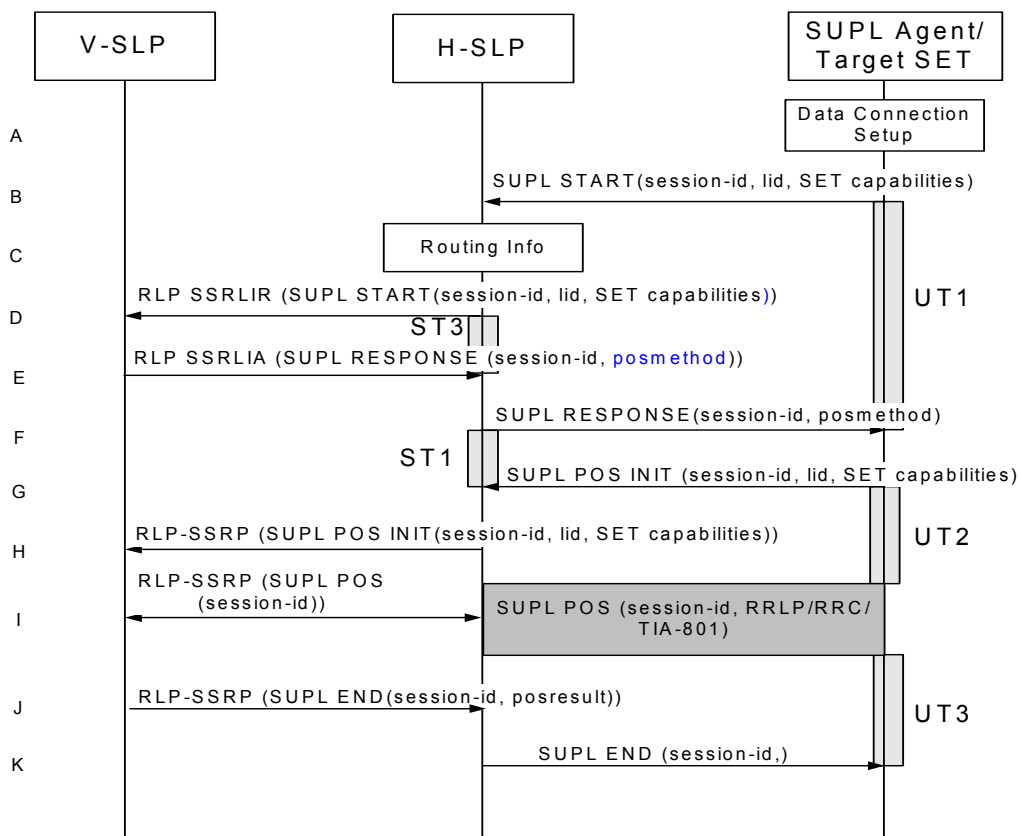 V-SLP
H-SLP
SUPL Agent/
Target SET
A
Data Connection
Setup
B
SUPL START(session-id, lid, SET capabilities)
C
Routing Info
UT1
D
RLP SSRLIR (SUPL START(session-id, lid, SET capabilities))
ST3
E
RLP SSRLIA (SUPL RESPONSE (session-id, posmethod))
F
SUPL RESPONSE(session-id, posmethod)
ST1
G
SUPL POS INIT (session-id, lid, SET capabilities)
H
RLP-SSRP (SUPL POS INIT(session-id, lid, SET capabilities))
UT2
I
RLP-SSRP (SUPL POS
(session-id))
SUPL POS (session-id, RRLP/RRC/
TIA-801)
J
RLP-SSRP (SUPL END(session-id, posresult))
UT3
K
SUPL END (session-id,)